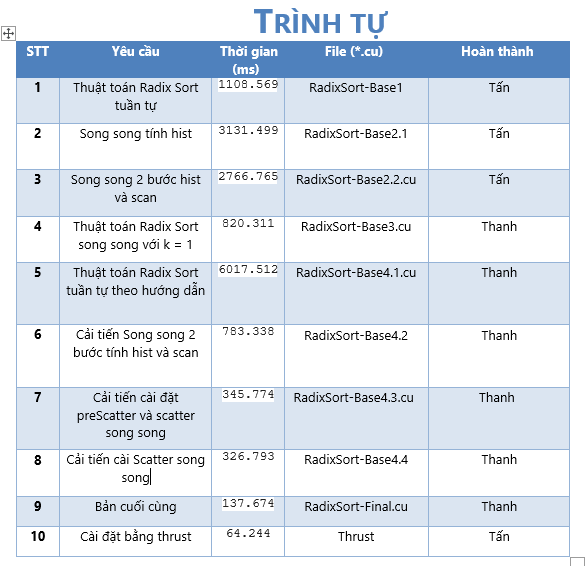 TRÌNH TỰ
STT Yêu cầu Thời gian File (*.cu) Hoàn thành
(ms)
1 Thuật toán Radix Sort 1108.569 RadixSort-Base1 Tấn
tuần tự
2 Song song tính hist 3131.499 RadixSort-Base2.1 Tấn
3 Song song 2 bước hist 2766.765 RadixSort-Base2.2.cu Tấn
và scan
4 Thuật toán Radix Sort 820.311 RadixSort-Base3.cu Thanh
song song với k = 1
5 Thuật toán Radix Sort 6017.512 RadixSort-Base4.1.cu Thanh
tuần tự theo hướng dẫn
6 Cải tiến Song song 2 783.338 RadixSort-Base4.2 Thanh
bước tính hist và scan
7 Cải tiến cài đặt 345.774 RadixSort-Base4.3.cu Thanh
preScatter và scatter
song song
8 Cải tiến cài Scatter song 326.793 RadixSort-Base4.4 Thanh
song
9 Bản cuối cùng 137.674 RadixSort-Final.cu Thanh
10 Cài đặt bằng thrust 64.244 Thrust Tấn